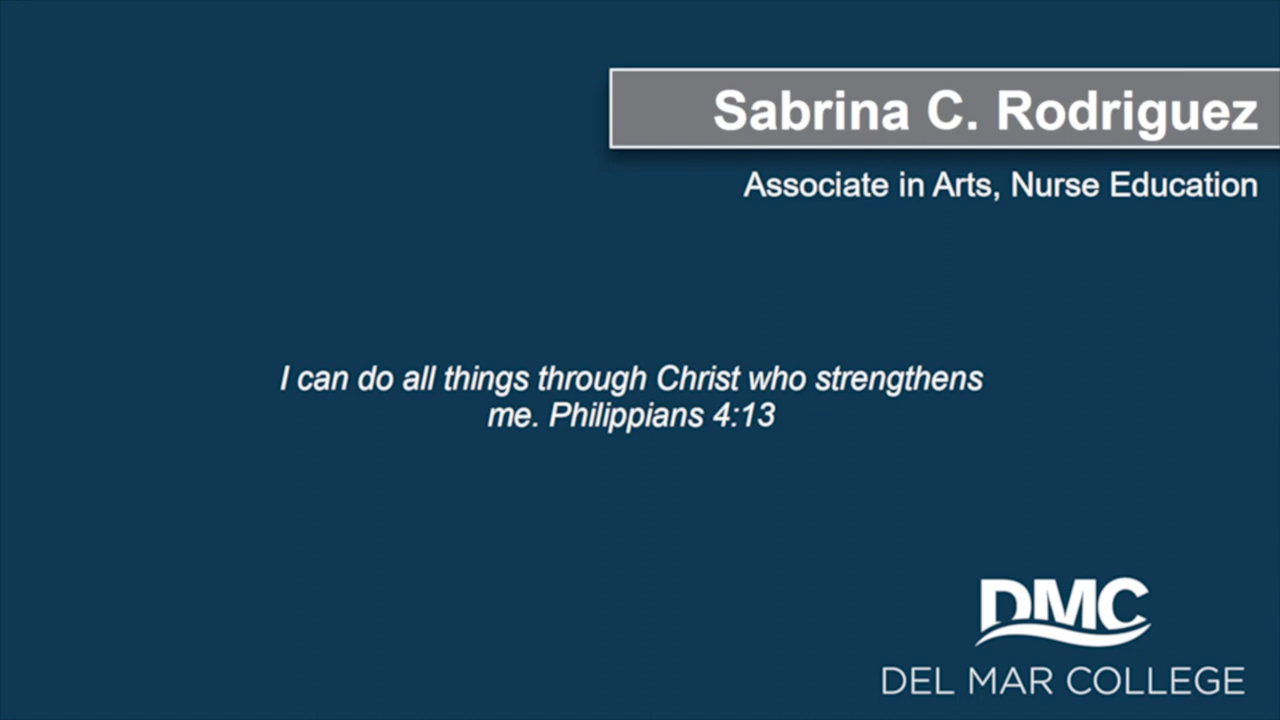 Sabrina C. Rodriguez
Associate in Arts, Nurse Education
I can do all things through Christ who strengthens
me. Philippians 4:13
DMC
DEL MAR COLLEGE